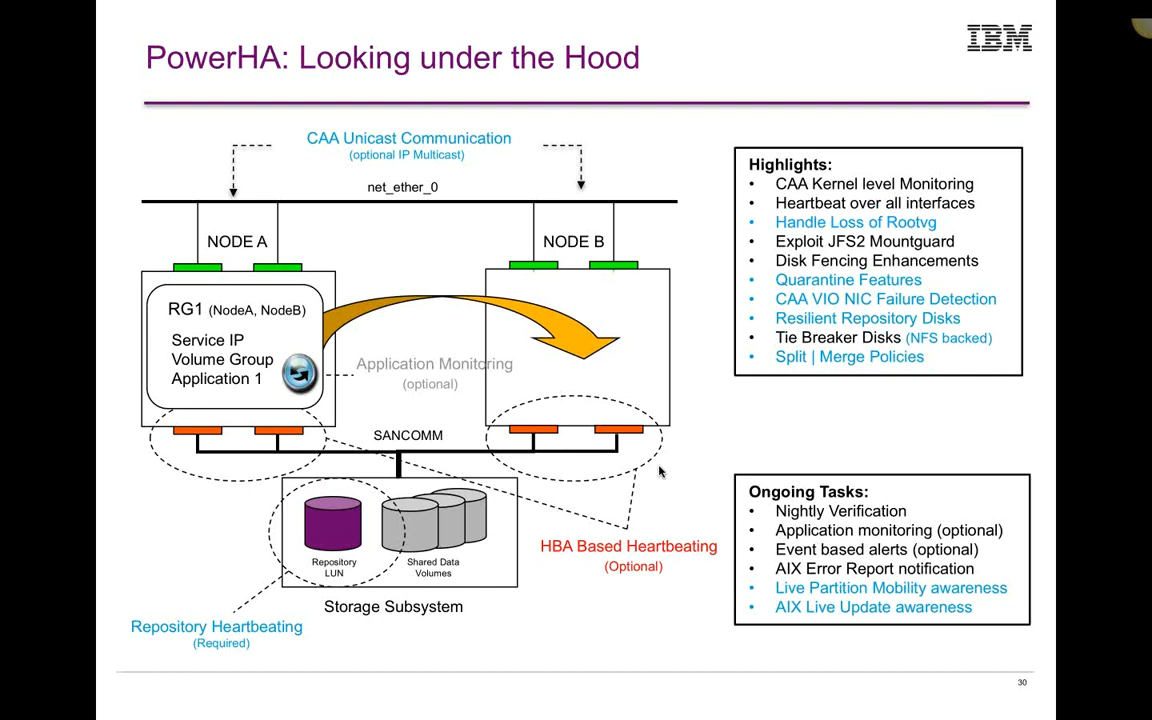 PowerHA: Looking under the Hood
IBM
CAA Unicast Communication
(optional IP Multicast)
net_ether_0
NODE A
NODE B
RG1 (NodeA, NodeB)
Service IP
Volume Group
Application 1
Application Monitoring
(optional)
SANCOMM
Repository
LUN
Shared Data
Volumes
Storage Subsystem
HBA Based Heartbeating
(Optional)
Repository Heartbeating
(Required)
Highlights:
• CAA Kernel level Monitoring
• Heartbeat over all interfaces
• Handle Loss of Rootvg
• Exploit JFS2 Mountguard
• Disk Fencing Enhancements
• Quarantine Features
• CAA VIO NIC Failure Detection
• Resilient Repository Disks
• Tie Breaker Disks (NFS backed)
• Split | Merge Policies
Ongoing Tasks:
• Nightly Verification
• Application monitoring (optional)
• Event based alerts (optional)
• AIX Error Report notification
• Live Partition Mobility awareness
• AIX Live Update awareness
30